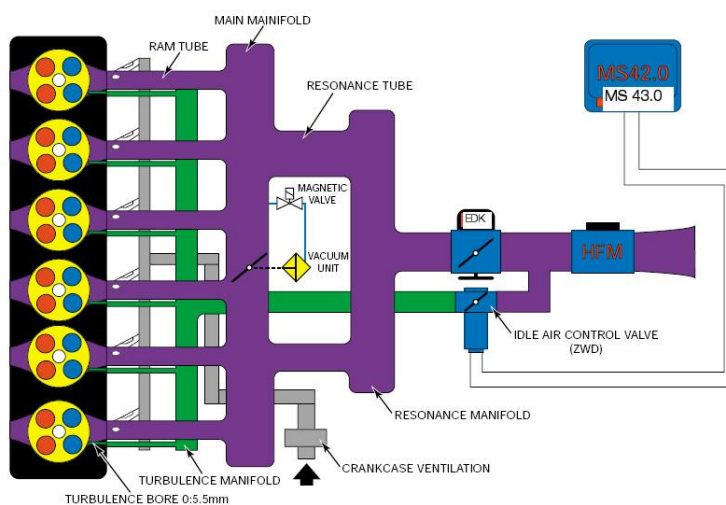 MAIN MAINIFOLD
RAM TUBE
RESONANCE TUBE
MS42.0
MS 43.0
MAGNETIC
VALVE
EDK
VACUUM
UNIT
HFM
IDLE AIR CONTROL VALVE
(ZWD)
RESONANCE MANIFOLD
CRANKCASE VENTILATION
TURBULENCE MANIFOLD
TURBULENCE BORE 0:5.5mm